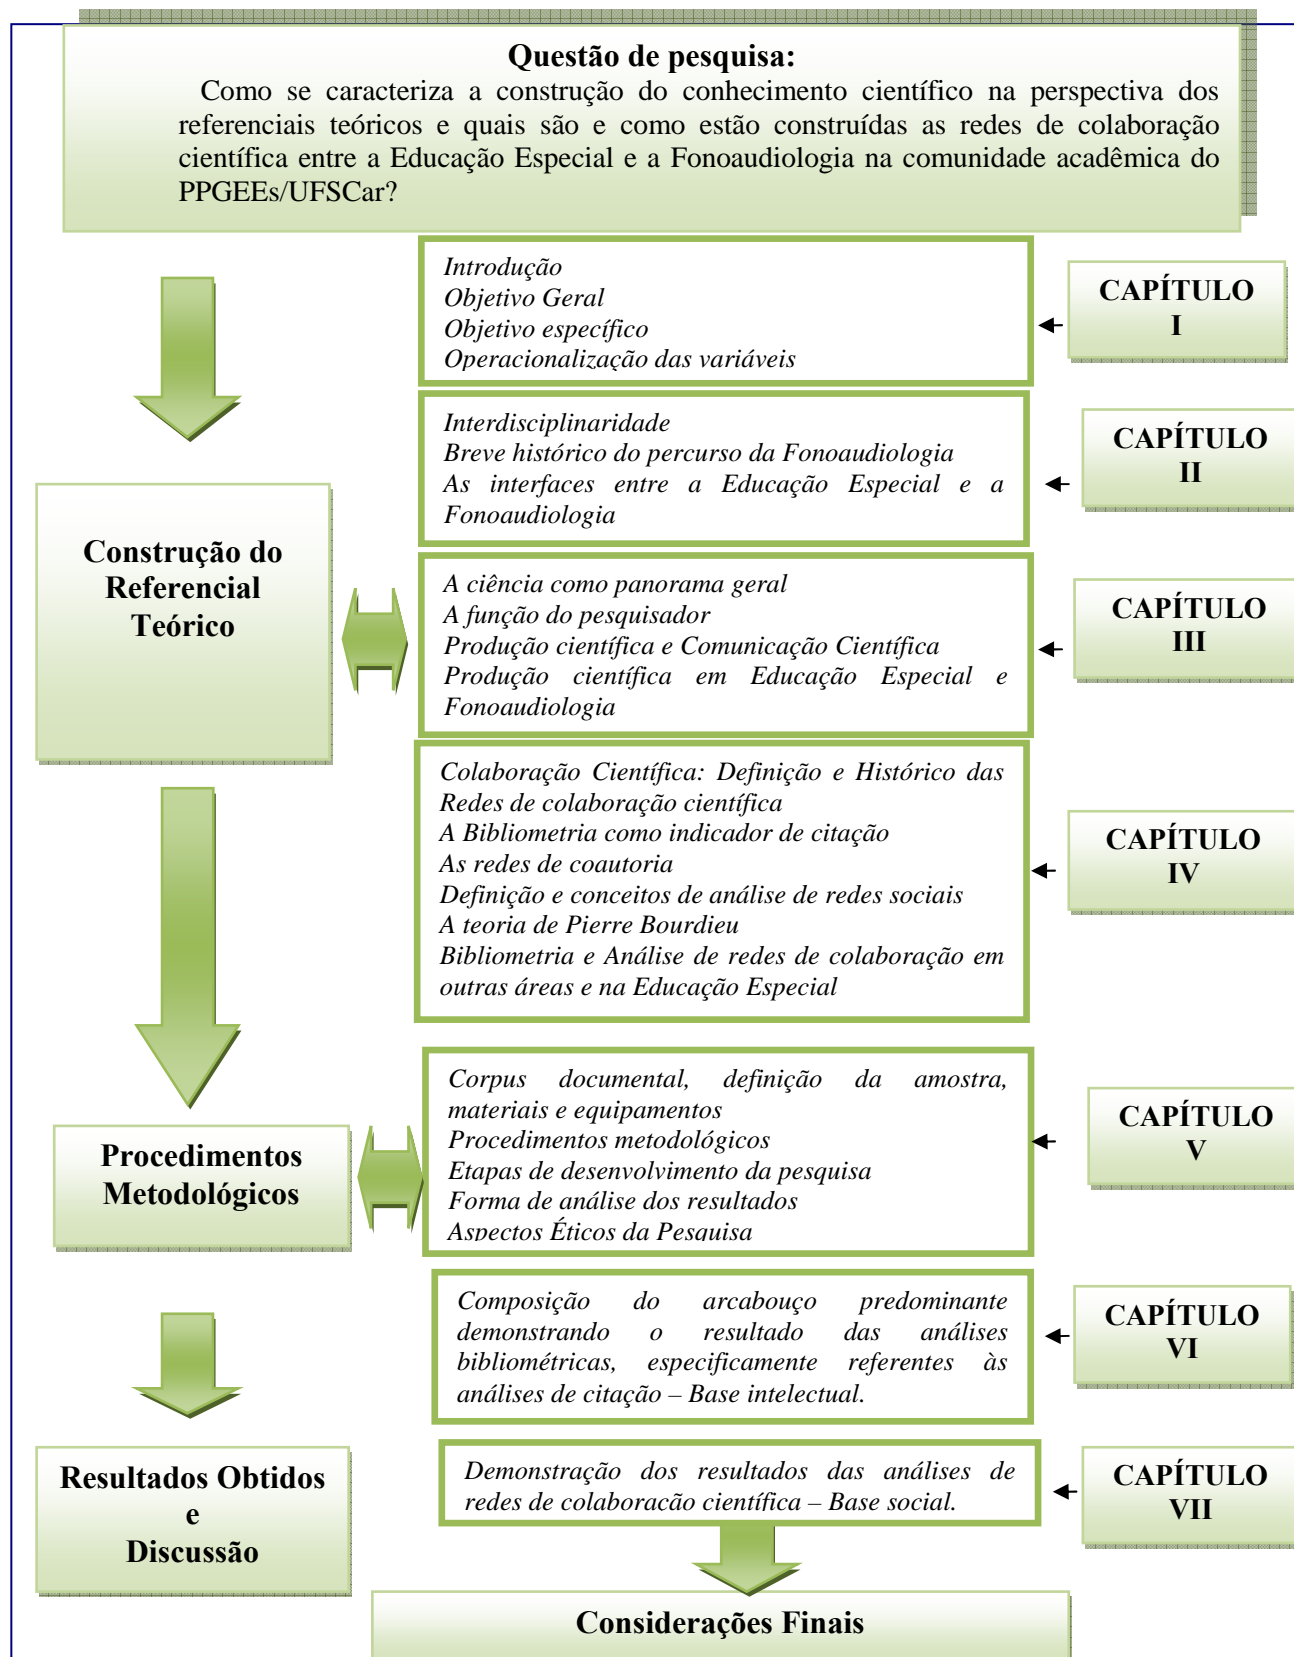 Questão de pesquisa:
Como se caracteriza a construção do conhecimento científico na perspectiva dos
referenciais teóricos e quais são e como estão construídas as redes de colaboração
científica entre a Educação Especial e a Fonoaudiologia na comunidade acadêmica do
PPGEEs/UFSCar?
Introdução
Objetivo Geral
Objetivo específico
Operacionalização das variáveis
CAPÍTULO
I
Interdisciplinaridade
Breve histórico do percurso da Fonoaudiologia
As interfaces entre a Educação Especial e a
Fonoaudiologia
CAPÍTULO
II
Construção do
Referencial
Teórico
A ciência como panorama geral
A função do pesquisador
Produção científica e Comunicação Científica
Produção científica em Educação Especial e
Fonoaudiologia
CAPÍTULO
III
Colaboração Científica: Definição e Histórico das
Redes de colaboração científica
A Bibliometria como indicador de citação
As redes de coautoria
Definição e conceitos de análise de redes sociais
A teoria de Pierre Bourdieu
Bibliometria e Análise de redes de colaboração em
outras áreas e na Educação Especial
CAPÍTULO
IV
Procedimentos
Metodológicos
Corpus documental, definição da amostra,
materiais e equipamentos
Procedimentos metodológicos
Etapas de desenvolvimento da pesquisa
Forma de análise dos resultados
Aspectos Éticos da Pesquisa
CAPÍTULO
V
Composição do arcabouço predominante
demonstrando o resultado das análises
bibliométricas, especificamente referentes às
análises de citação – Base intelectual.
CAPÍTULO
VI
Resultados Obtidos
e
Discussão
Demonstração dos resultados das análises de
redes de colaboração científica – Base social.
CAPÍTULO
VII
Considerações Finais